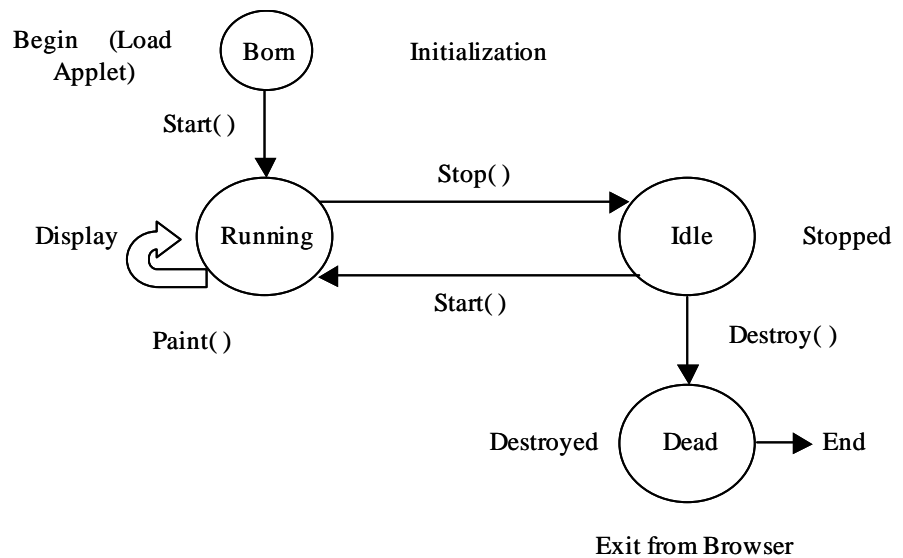 Begin (Load
Applet)
Born
Initialization
Start( )
Stop( )
Display
Running
Idle
Stopped
Start( )
Paint( )
Destroy( )
Destroyed
Dead
End
Exit from Browser